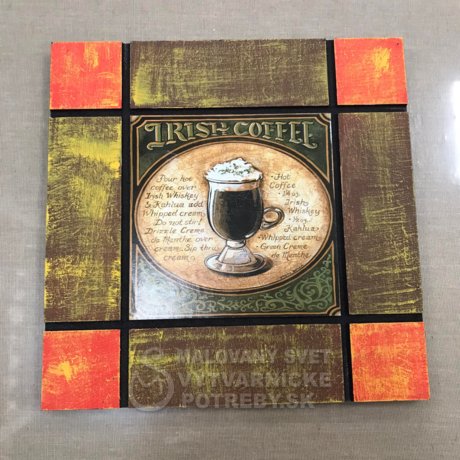 IRISH COFFEE
Pour hot
coffee over
Irish Whiskey
& Kahlua add
Whipped cream
Do not stir!
Drizzle Creme
de Menthe over
cream. Sip thru
cream
-Hot
Coffee
Irish
Whiskey
Kahlua
-Whipped cream
-Green Creme
de Menthe
MAĽOVANÝ SVET
VÝTVARNÍCKE
POTREBY.SK